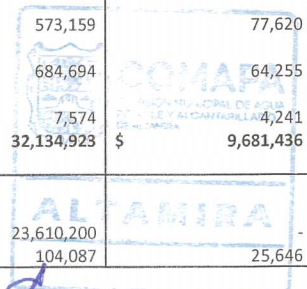 573,159 77,620
684,694 64,255
7,574 4,241
32,134,923 $ 9,681,436
COMAPA
ALTAMIRA
23,610,200 -
104,087 25,646